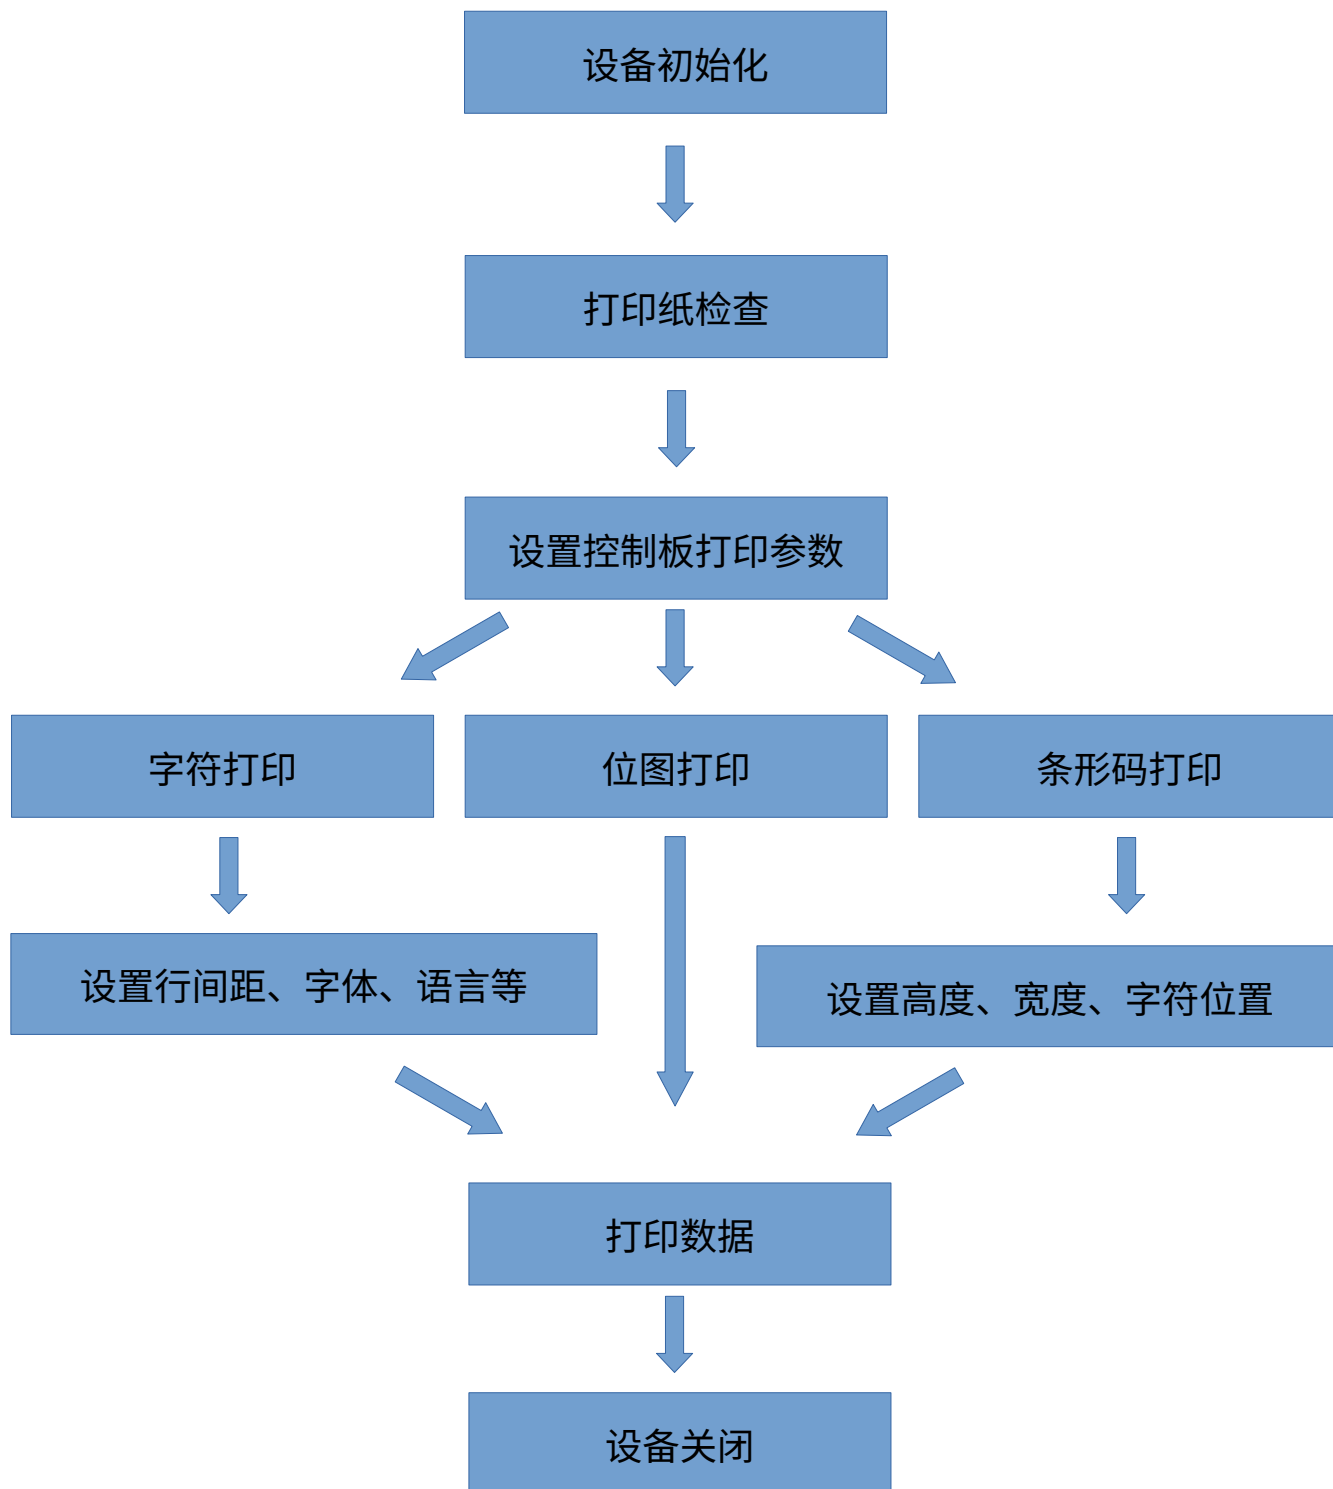 设备初始化
打印纸检查
设置控制板打印参数
字符打印
位图打印
条形码打印
设置行间距、字体、语言等
设置高度、宽度、字符位置
打印数据
设备关闭